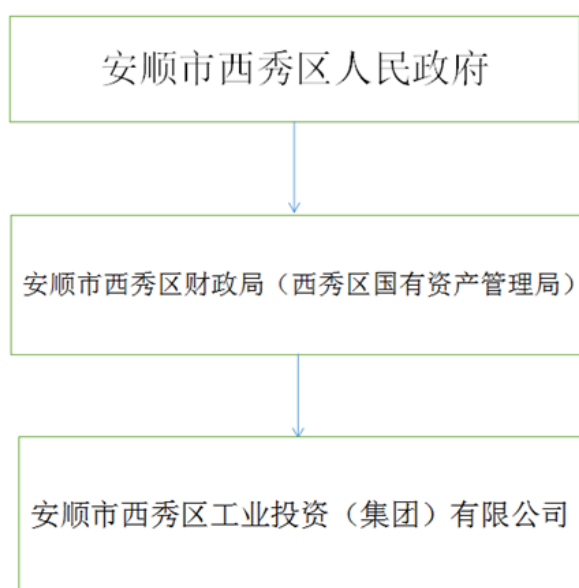 安顺市西秀区人民政府
安顺市西秀区财政局（西秀区国有资产管理局）
安顺市西秀区工业投资（集团）有限公司